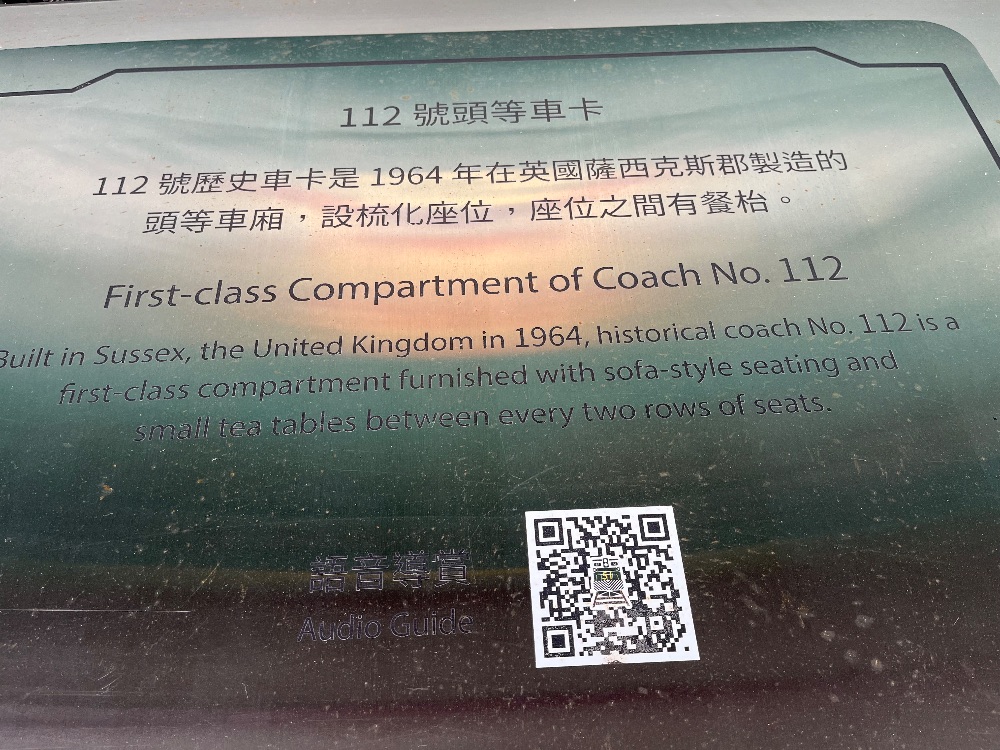 112 號頭等車卡
112 號歷史車卡是 1964 年在英國薩西克斯郡製造的
頭等車廂，設梳化座位，座位之間有餐枱。
First-class Compartment of Coach No. 112
Built in Sussex, the United Kingdom in 1964, historical coach No. 112 is a
first-class compartment furnished with sofa-style seating and
small tea tables between every two rows of seats.
語音導賞
Audio Guide